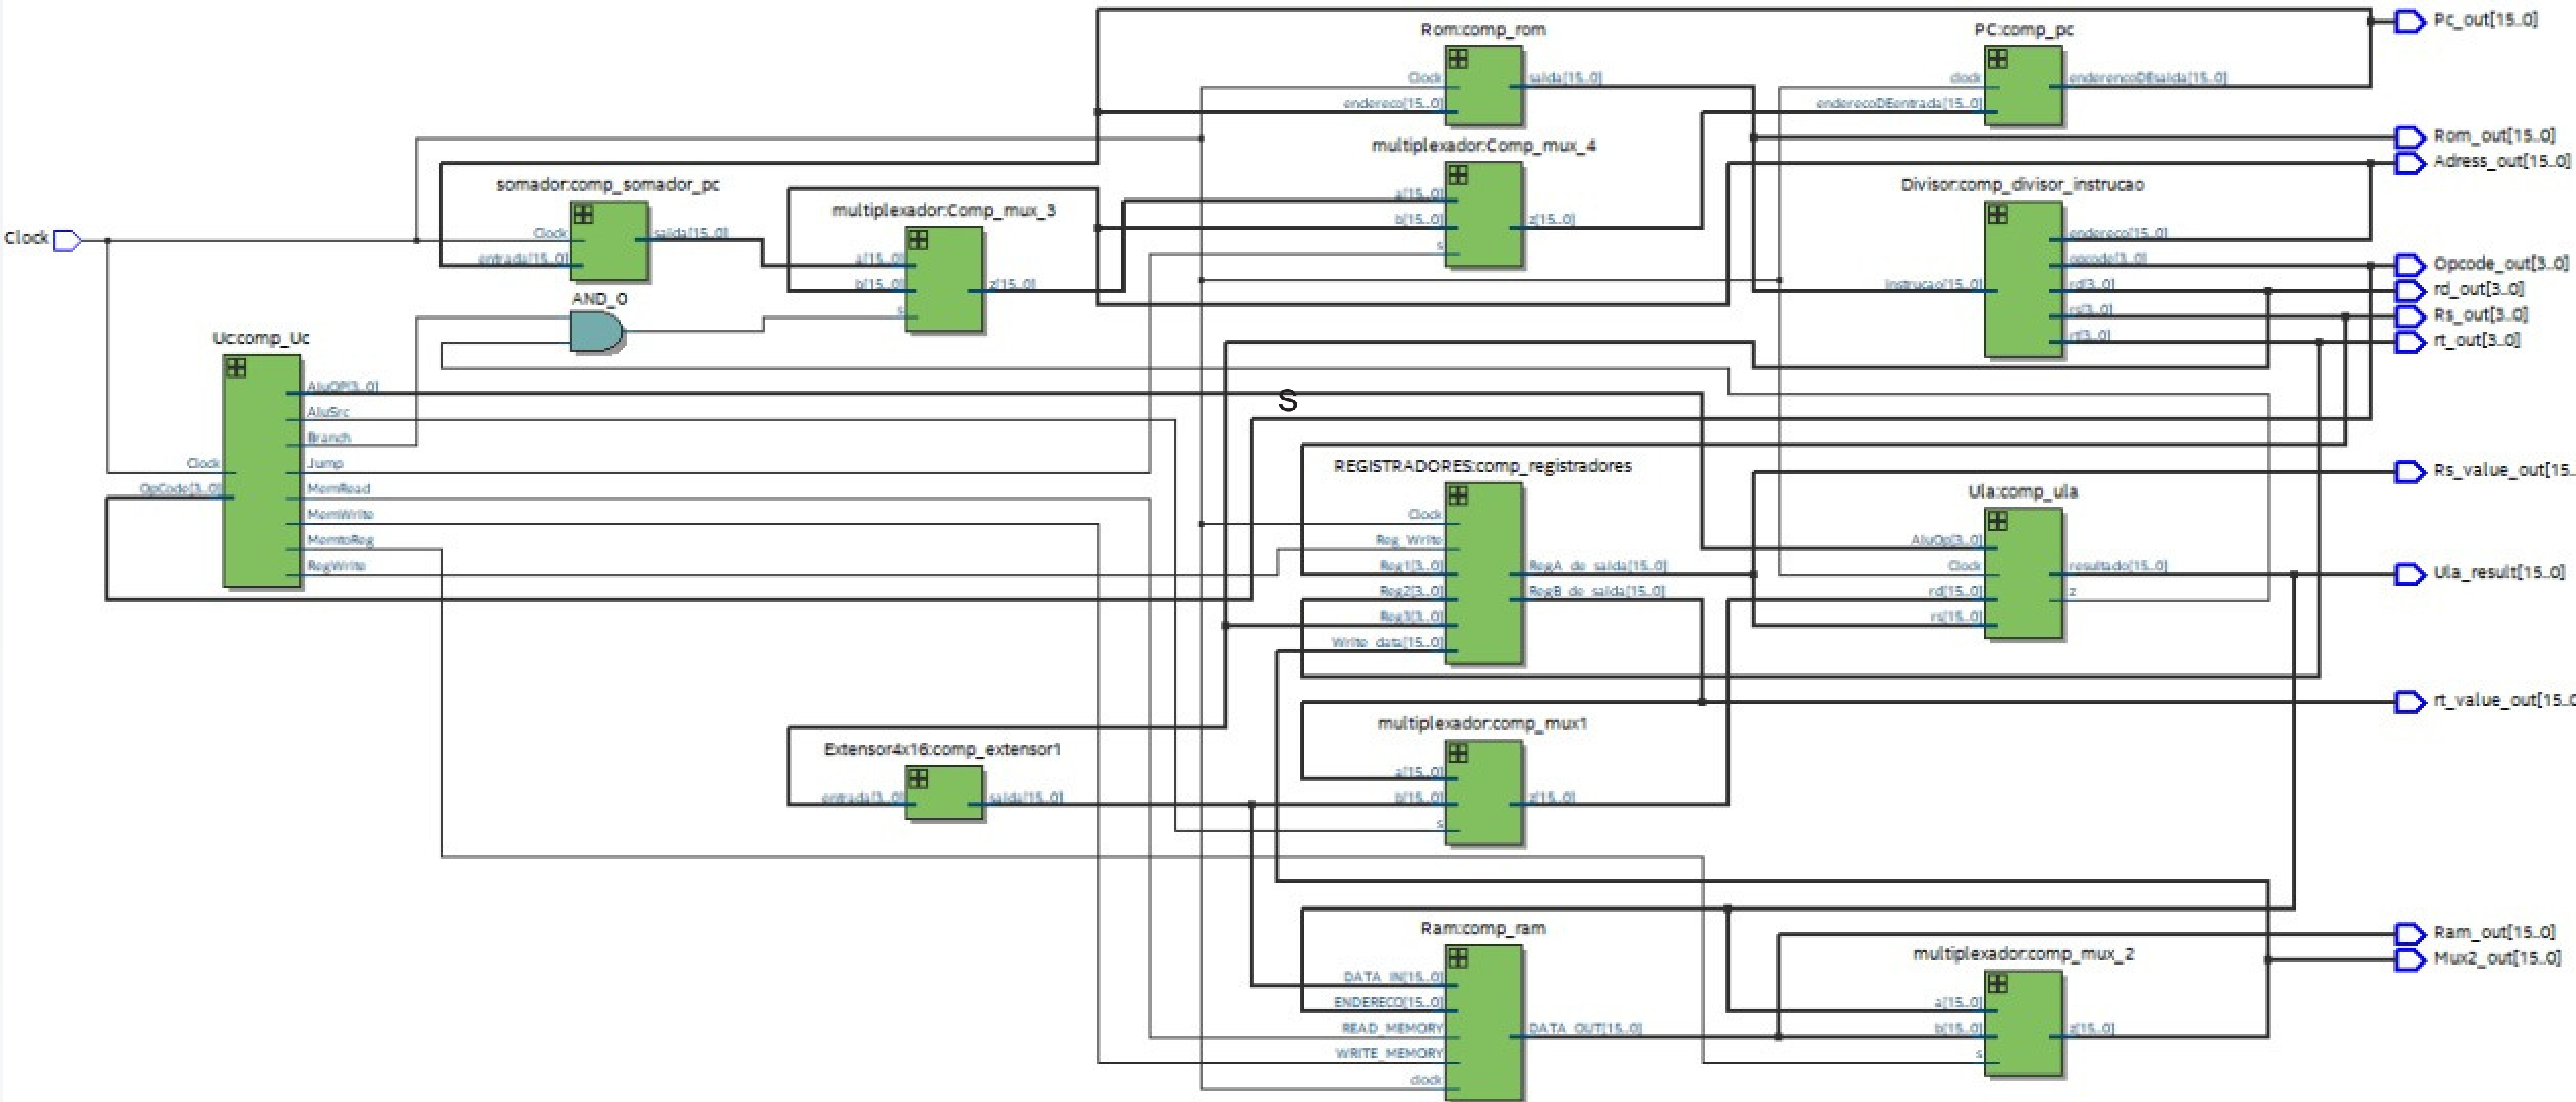 Pc_out[15..0]
Rom:comp_rom
PC:comp_pc
Clock
saida[15..0]
endereco[15..0]
clock
enderencoDEsaida[15..0]
enderecoDEentrada[15..0]
Rom_out[15..0]
multiplexador:Comp_mux_4
Adress_out[15..0]
a[15..0]
b[15..0]
s
z[15..0]
somador:comp_somador_pc
Clock
entrada[15..0]
saida[15..0]
multiplexador:Comp_mux_3
a[15..0]
b[15..0]
s
z[15..0]
Divisor:comp_divisor_instrucao
instrucao[15..0]
endereco[15..0]
opcode[3..0]
rd[3..0]
rs[3..0]
rt[3..0]
Clock
Opcode_out[3..0]
rd_out[3..0]
Rs_out[3..0]
rt_out[3..0]
AND_0
Uc:comp_Uc
Clock
OpCode[3..0]
AluOP[3..0]
AluSrc
Branch
Jump
MemRead
MemWrite
MemtoReg
RegWrite
S
REGISTRADORES:comp_registradores
Clock
Reg_Write
Reg1[3..0]
Reg2[3..0]
Reg3[3..0]
Write_data[15..0]
RegA_de_saida[15..0]
RegB_de_saida[15..0]
Rs_value_out[15..
Ula:comp_ula
AluOp[3..0]
Clock
rd[15..0]
rs[15..0]
resultado[15..0]
z
Ula_result[15..0]
rt_value_out[15..0
multiplexador:comp_mux1
a[15..0]
b[15..0]
s
z[15..0]
Extensor4x16:comp_extensor1
entrada[3..0]
saida[15..0]
Ram:comp_ram
DATA_IN[15..0]
ENDERECO[15..0]
READ_MEMORY
WRITE_MEMORY
clock
DATA_OUT[15..0]
multiplexador:comp_mux_2
a[15..0]
b[15..0]
s
z[15..0]
Ram_out[15..0]
Mux2_out[15..0]